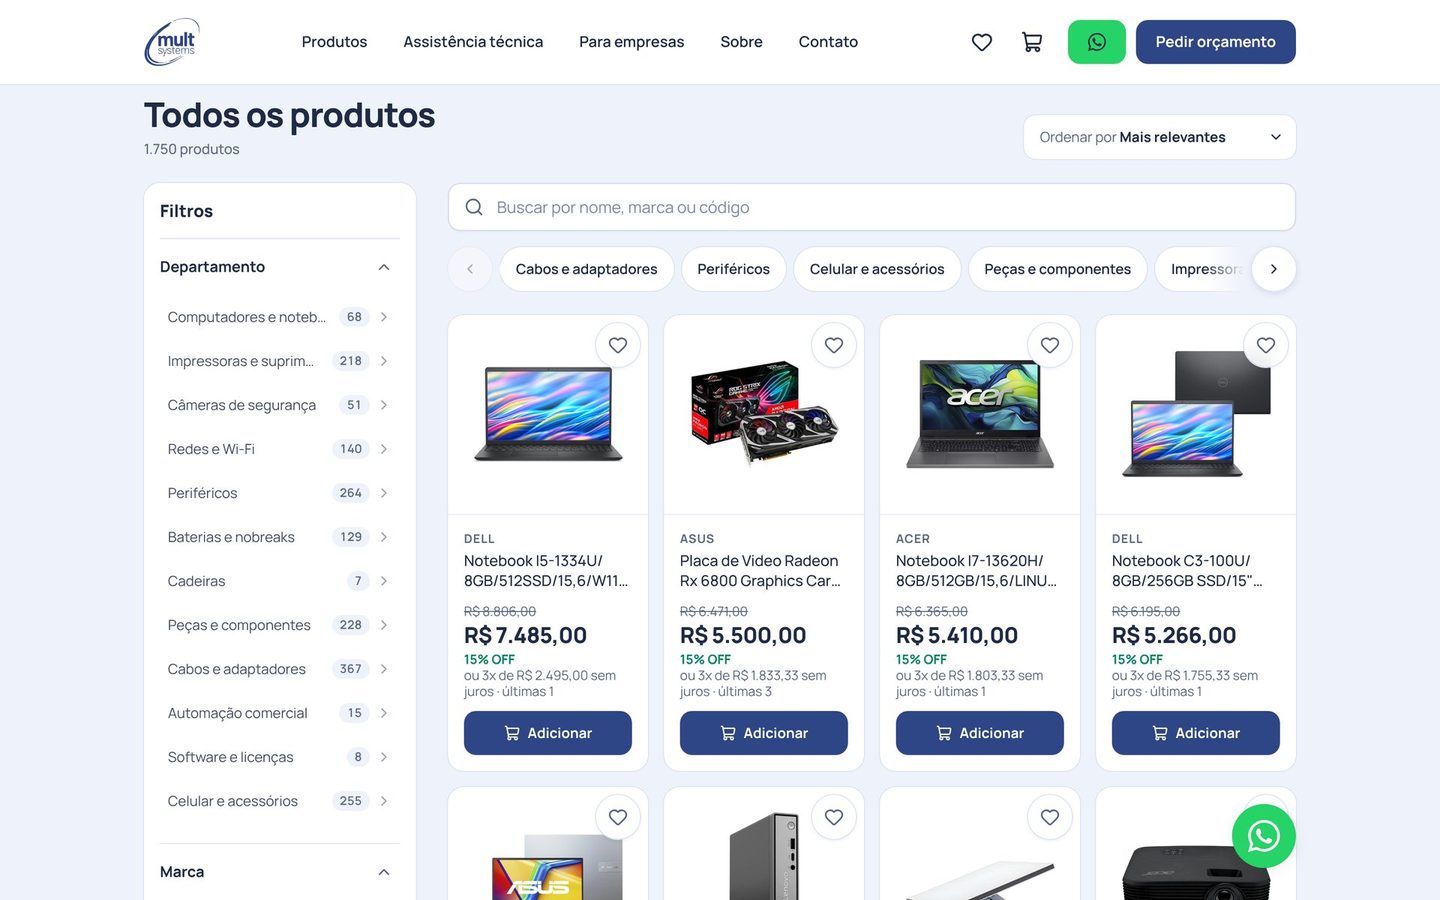 mult
systems
Produtos
Assistência técnica
Para empresas
Sobre
Contato
Pedir orçamento
Todos os produtos
1.750 produtos
Ordenar por Mais relevantes
Filtros
Departamento
Computadores e noteb... 68
Impressoras e suprim... 218
Câmeras de segurança 51
Redes e Wi-Fi 140
Periféricos 264
Baterias e nobreaks 129
Cadeiras 7
Peças e componentes 228
Cabos e adaptadores 367
Automação comercial 15
Software e licenças 8
Celular e acessórios 255
Marca
Buscar por nome, marca ou código
Cabos e adaptadores
Periféricos
Celular e acessórios
Peças e componentes
Impressora
DELL
Notebook I5-1334U/
8GB/512SSD/15,6/W11...
R$ 8.806,00
R$ 7.485,00
15% OFF
ou 3x de R$ 2.495,00 sem
juros · últimas 1
Adicionar
ASUS
Placa de Video Radeon
Rx 6800 Graphics Car...
R$ 6.471,00
R$ 5.500,00
15% OFF
ou 3x de R$ 1.833,33 sem
juros · últimas 3
Adicionar
acer
ACER
Notebook I7-13620H/
8GB/512GB/15,6/LINU...
R$ 6.365,00
R$ 5.410,00
15% OFF
ou 3x de R$ 1.803,33 sem
juros · últimas 1
Adicionar
DELL
Notebook C3-100U/
8GB/256GB SSD/15"...
R$ 6.195,00
R$ 5.266,00
15% OFF
ou 3x de R$ 1.755,33 sem
juros · últimas 1
Adicionar
ASUS
Lenovo
acer